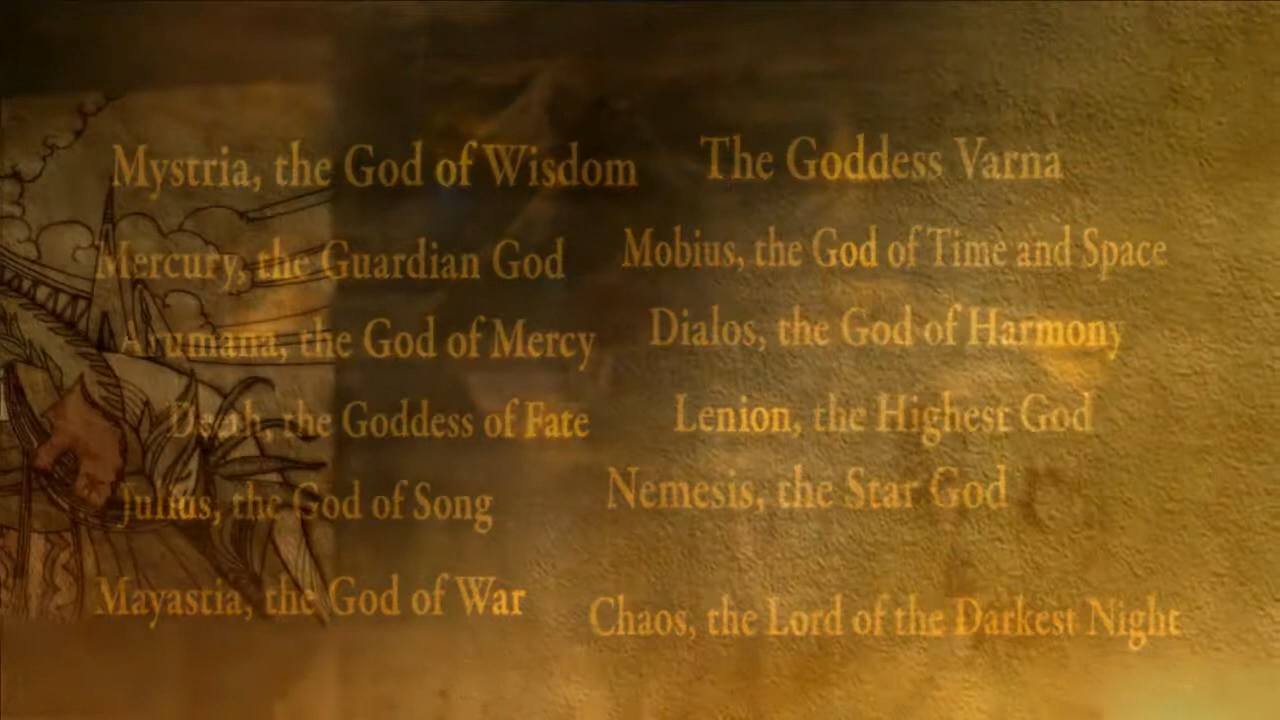 Mystria, the God of Wisdom
Mercury, the Guardian God
Arumana, the God of Mercy
Death, the Goddess of Fate
Julius, the God of Song
Mayastia, the God of War
The Goddess Varna
Mobius, the God of Time and Space
Dialos, the God of Harmony
Lenion, the Highest God
Nemesis, the Star God
Chaos, the Lord of the Darkest Night